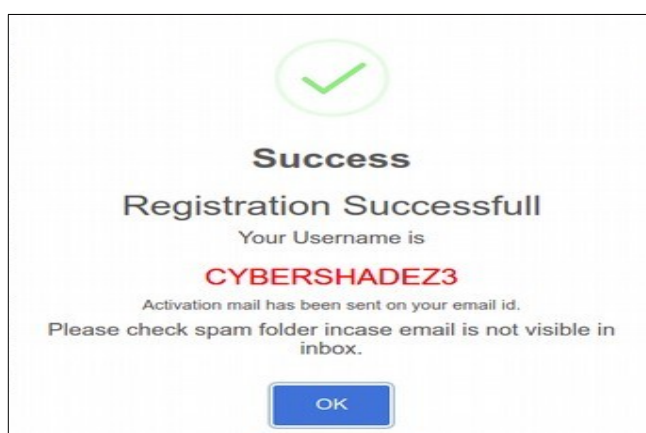 Success
Registration Successfull
Your Username is
CYBERSHADEZ3
Activation mail has been sent on your email id.
Please check spam folder incase email is not visible in
inbox.
OK